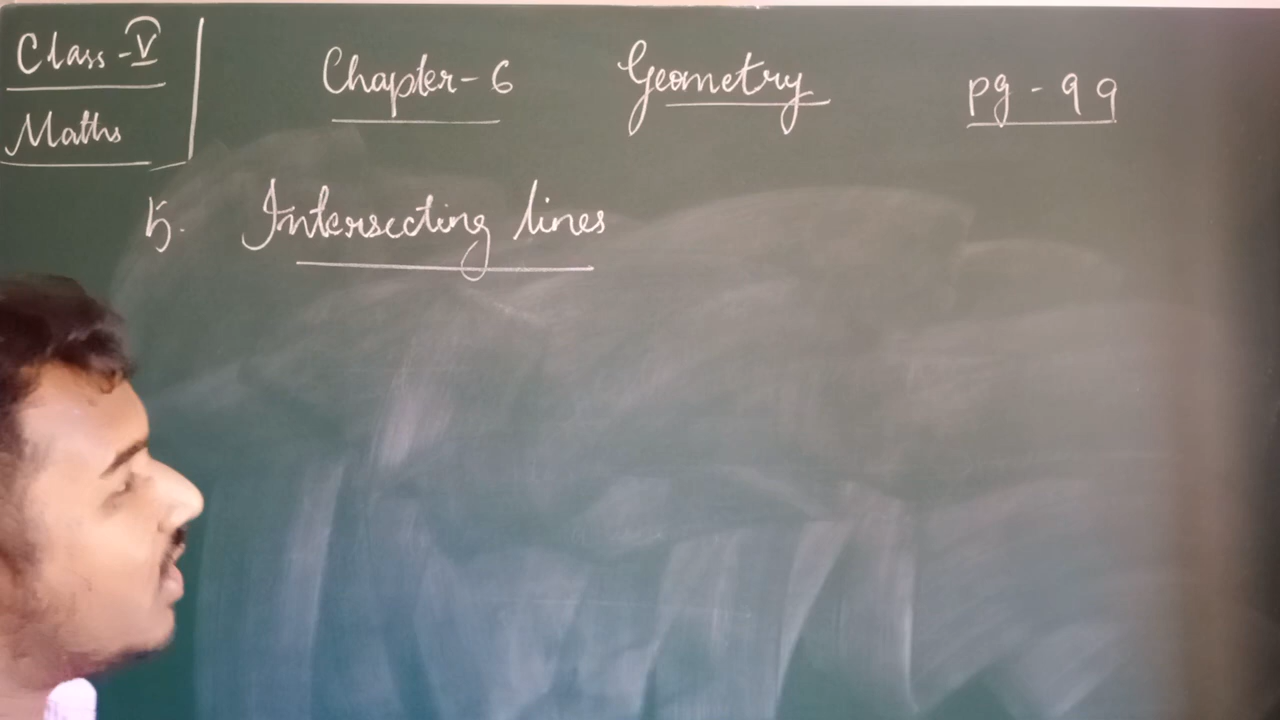 Class - V
Maths
Chapter - 6 Geometry pg - 99
5. Intersecting lines